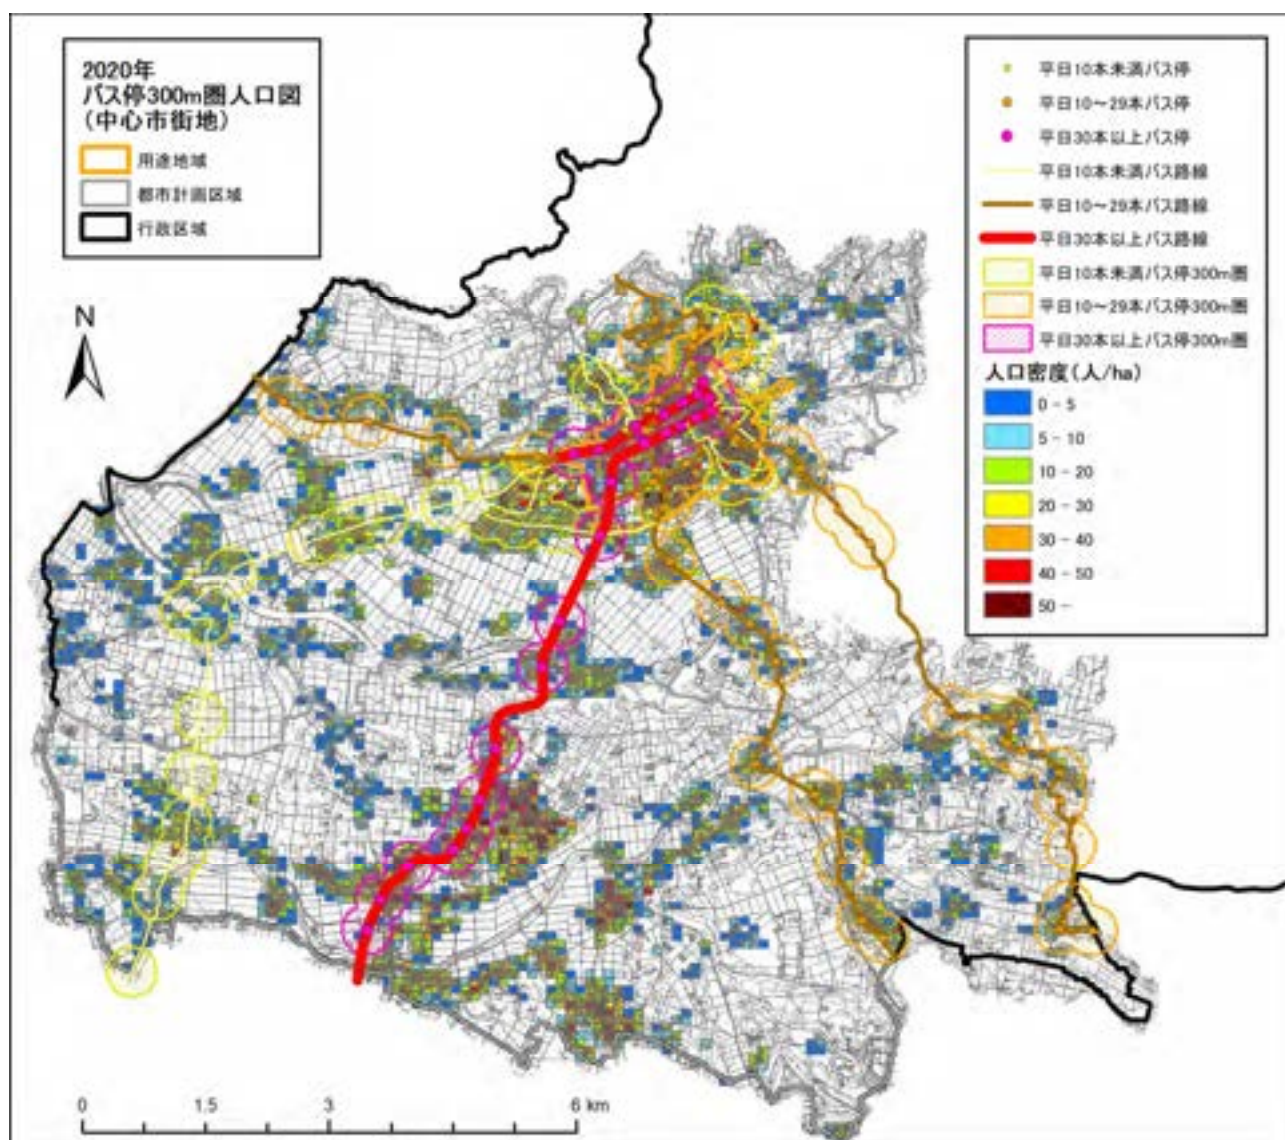 2020年
バス停300m圏人口図
(中心市街地)
用途地域
都市計画区域
行政区域
N
平日10本未満バス停
平日10～29本バス停
平日30本以上バス停
平日10本未満バス路線
平日10～29本バス路線
平日30本以上バス路線
平日10本未満バス停300m圏
平日10～29本バス停300m圏
平日30本以上バス停300m圏
人口密度(人/ha)
0 - 5
5 - 10
10 - 20
20 - 30
30 - 40
40 - 50
50 -
0 1.5 3 6 km